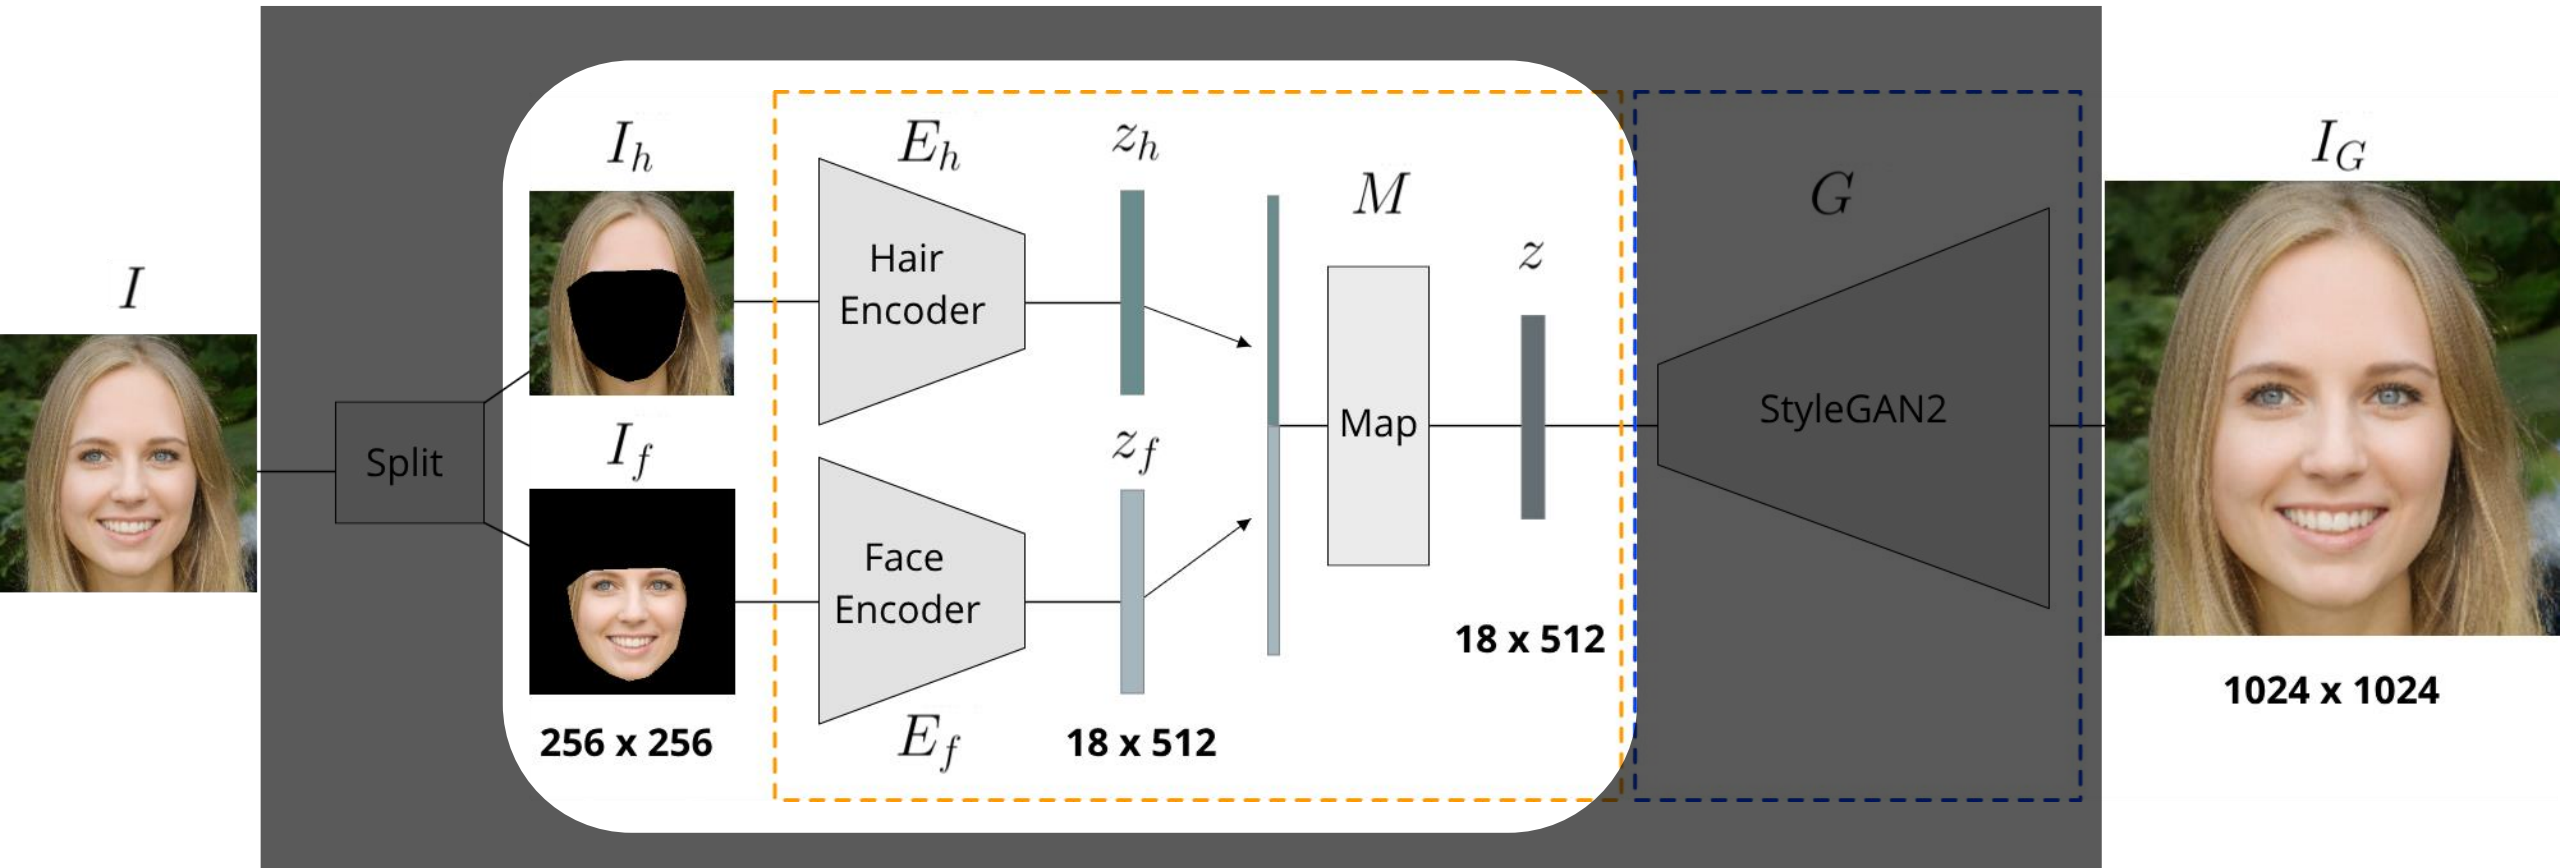 I
Split
I_h
I_f
256 x 256
E_h
Hair
Encoder
Face
Encoder
E_f
z_h
z_f
18 x 512
M
Map
z
18 x 512
G
StyleGAN2
I_G
1024 x 1024